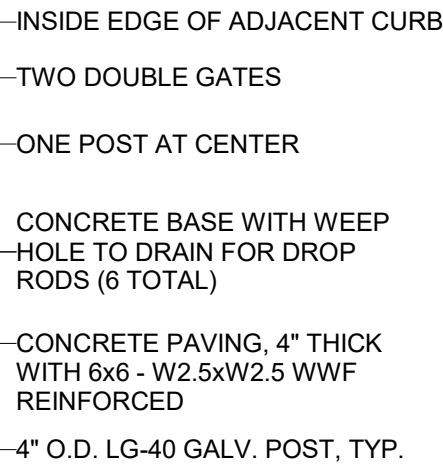 INSIDE EDGE OF ADJACENT CURB
TWO DOUBLE GATES
ONE POST AT CENTER
CONCRETE BASE WITH WEEP
HOLE TO DRAIN FOR DROP
RODS (6 TOTAL)
CONCRETE PAVING, 4" THICK
WITH 6x6 - W2.5xW2.5 WWF
REINFORCED
4" O.D. LG-40 GALV. POST, TYP.